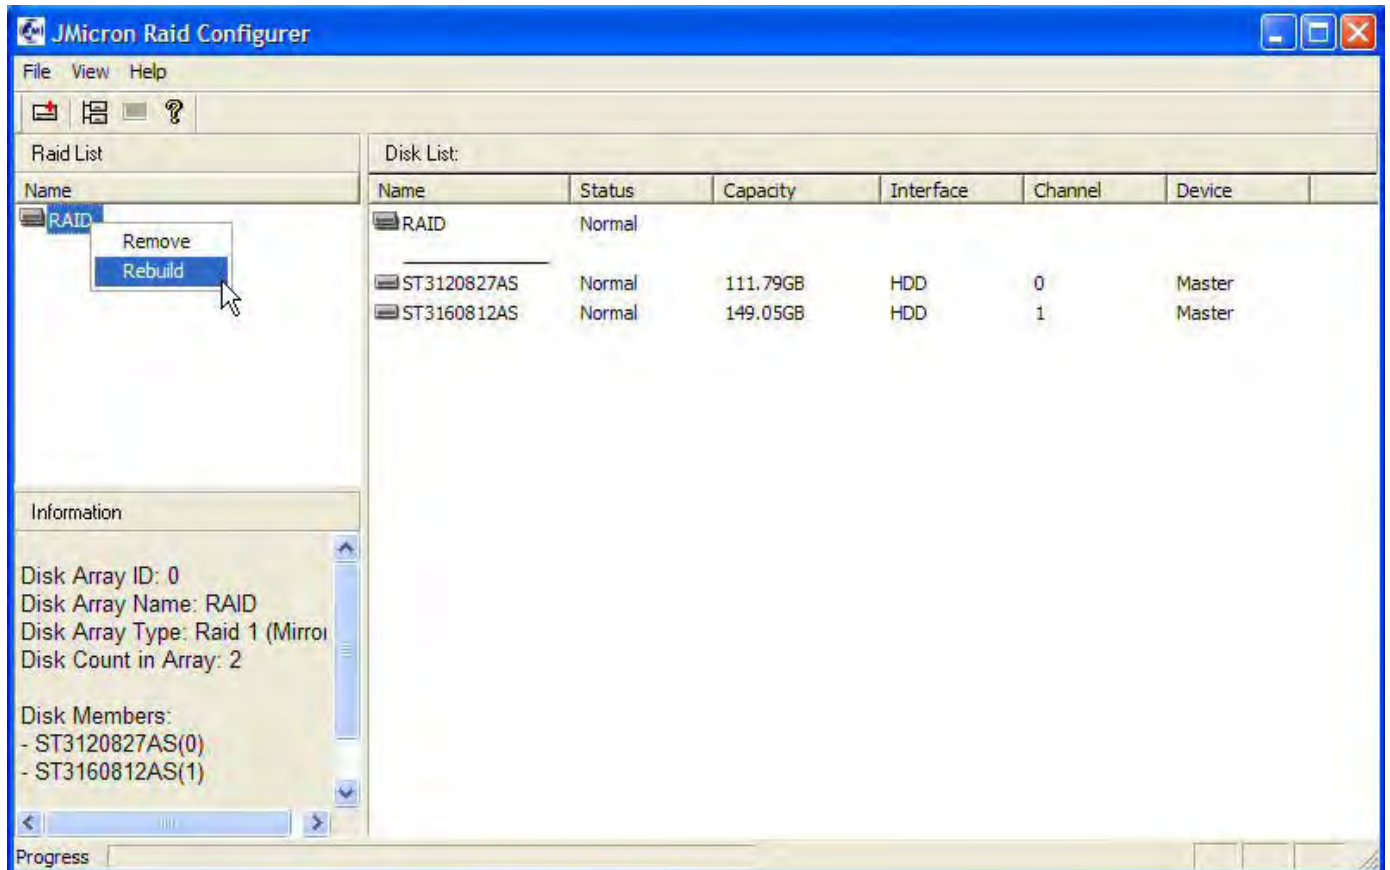 JMicron Raid Configurer
File View Help
Raid List
Name
RAID
Remove
Rebuild
Disk List:
Name Status Capacity Interface Channel Device
RAID Normal
ST3120827AS Normal 111.79GB HDD 0 Master
ST3160812AS Normal 149.05GB HDD 1 Master
Information
Disk Array ID: 0
Disk Array Name: RAID
Disk Array Type: Raid 1 (Mirror
Disk Count in Array: 2
Disk Members:
- ST3120827AS(0)
- ST3160812AS(1)
Progress